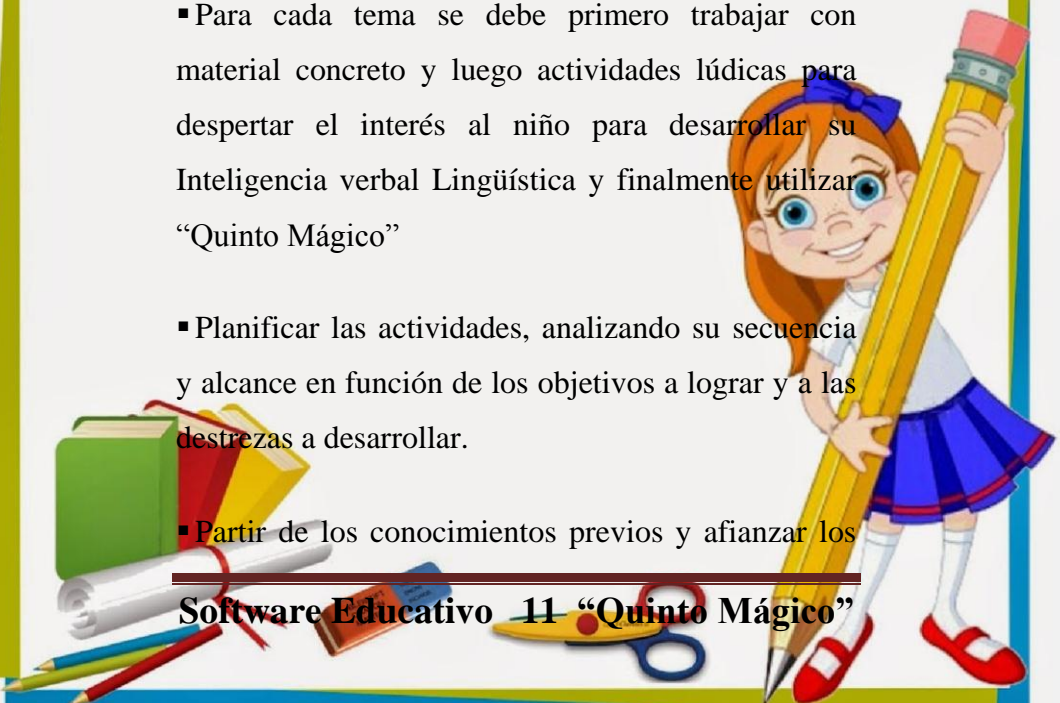 ▪ Para cada tema se debe primero trabajar con
material concreto y luego actividades lúdicas para
despertar el interés al niño para desarrollar su
Inteligencia verbal Lingüística y finalmente utilizar
“Quinto Mágico”
▪ Planificar las actividades, analizando su secuencia
y alcance en función de los objetivos a lograr y a las
destrezas a desarrollar.
▪ Partir de los conocimientos previos y afianzar los
Software Educativo 11 “Quinto Mágico”